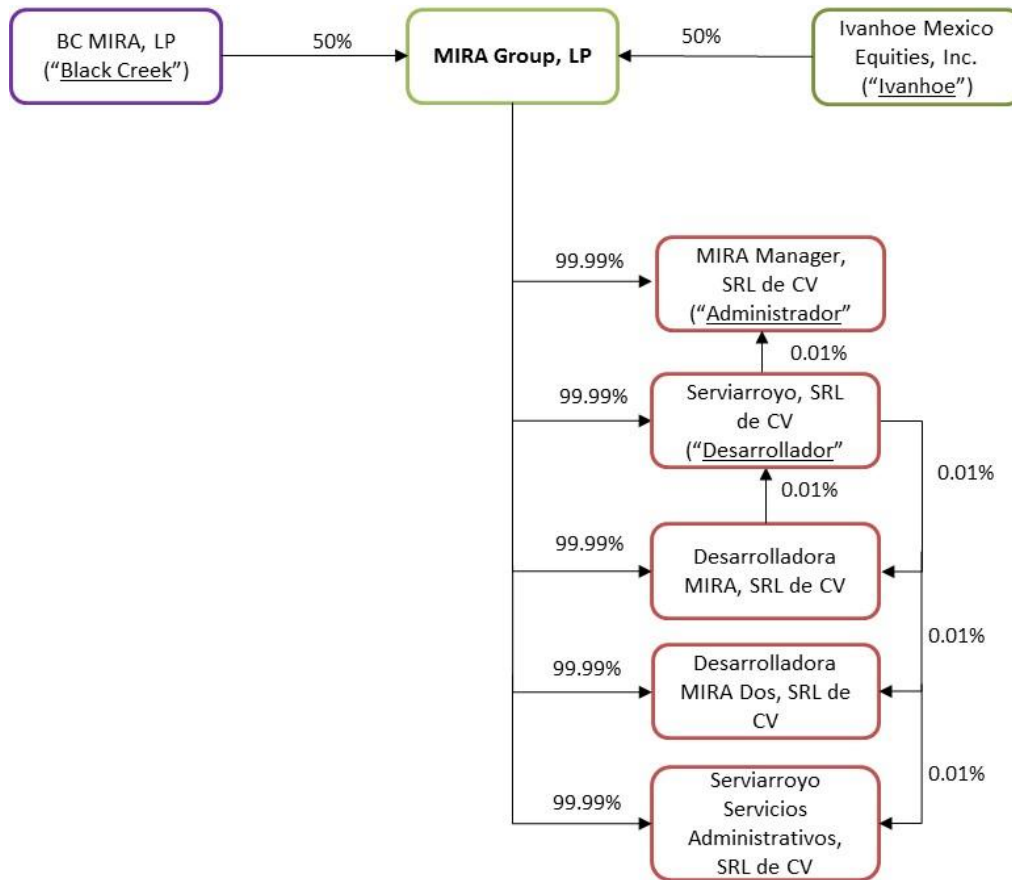 BC MIRA, LP
(“Black Creek”)
50%
MIRA Group, LP
50%
Ivanhoe Mexico
Equities, Inc.
(“Ivanhoe”)
99.99%
MIRA Manager,
SRL de CV
(“Administrador”
0.01%
99.99%
Serviarroyo, SRL
de CV
(“Desarrollador”
0.01%
0.01%
99.99%
Desarrolladora
MIRA, SRL de CV
0.01%
99.99%
Desarrolladora
MIRA Dos, SRL de
CV
0.01%
99.99%
Serviarroyo
Servicios
Administrativos,
SRL de CV